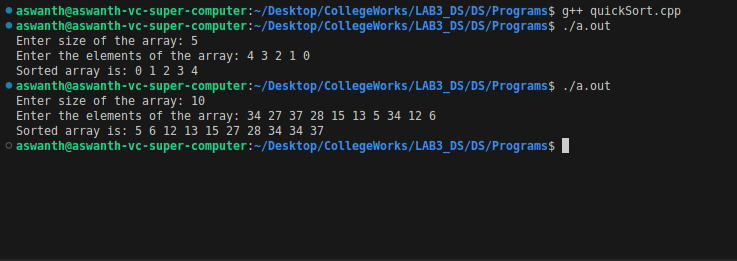 aswanth@aswanth-vc-super-computer:~/Desktop/CollegeWorks/LAB3_DS/DS/Programs$ g++ quickSort.cpp
aswanth@aswanth-vc-super-computer:~/Desktop/CollegeWorks/LAB3_DS/DS/Programs$ ./a.out
Enter size of the array: 5
Enter the elements of the array: 4 3 2 1 0
Sorted array is: 0 1 2 3 4
aswanth@aswanth-vc-super-computer:~/Desktop/CollegeWorks/LAB3_DS/DS/Programs$ ./a.out
Enter size of the array: 10
Enter the elements of the array: 34 27 37 28 15 13 5 34 12 6
Sorted array is: 5 6 12 13 15 27 28 34 34 37
aswanth@aswanth-vc-super-computer:~/Desktop/CollegeWorks/LAB3_DS/DS/Programs$